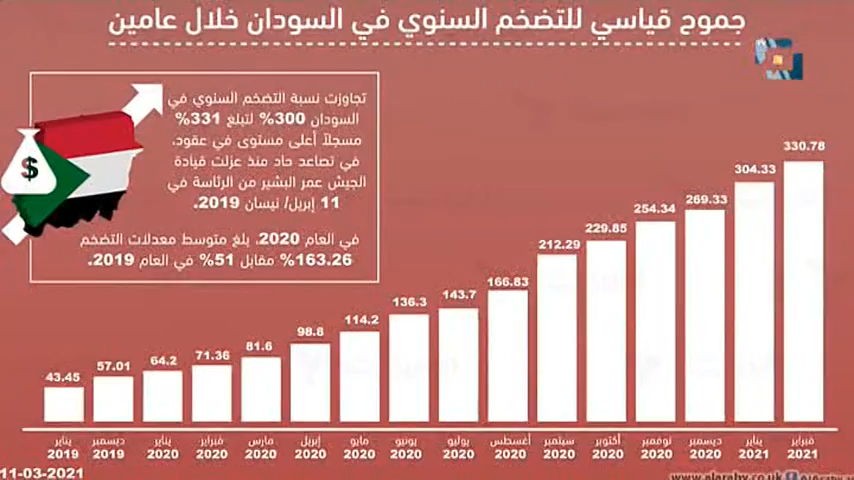 جموح قياسي للتضخم السنوي في السودان خلال عامين
تجاوزت نسبة التضخم السنوي في
السودان 300% لتبلغ 331%
مسجلاً أعلى مستوى في عقود،
في تصاعد حاد منذ عزلت قيادة
الجيش عمر البشير من الرئاسة في
11 إبريل/ نيسان 2019.
في العام 2020، بلغ متوسط معدلات التضخم
163.26% مقابل 51% في العام 2019.
$
43.45
57.01
64.2
71.36
81.6
98.8
114.2
136.3
143.7
166.83
212.29
229.85
254.34
269.33
304.33
330.78
يناير
2019
ديسمبر
2019
يناير
2020
فبراير
2020
مارس
2020
إبريل
2020
مايو
2020
يونيو
2020
يوليو
2020
أغسطس
2020
سبتمبر
2020
أكتوبر
2020
نوفمبر
2020
ديسمبر
2020
يناير
2021
فبراير
2021
11-03-2021
www.alaraby.co.uk